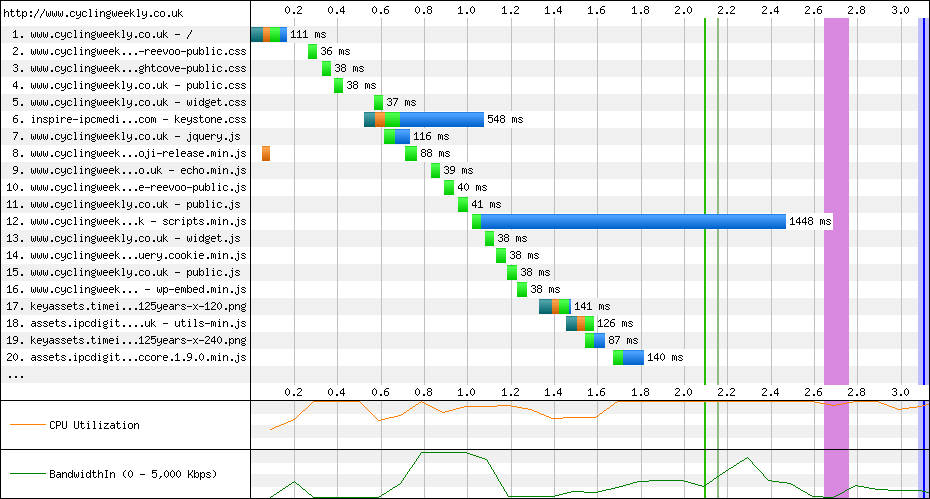 http://www.cyclingweekly.co.uk
0.2 0.4 0.6 0.8 1.0 1.2 1.4 1.6 1.8 2.0 2.2 2.4 2.6 2.8 3.0
1. www.cyclingweekly.co.uk - / 111 ms
2. www.cyclingweek...-reevoo-public.css 36 ms
3. www.cyclingweek...ghtcove-public.css 38 ms
4. www.cyclingweekly.co.uk - public.css 38 ms
5. www.cyclingweekly.co.uk - widget.css 37 ms
6. inspire-ipcmedi...com - keystone.css 548 ms
7. www.cyclingweekly.co.uk - jquery.js 116 ms
8. www.cyclingweek...oji-release.min.js 88 ms
9. www.cyclingweek...o.uk - echo.min.js 39 ms
10. www.cyclingweek...e-reevoo-public.js 40 ms
11. www.cyclingweekly.co.uk - public.js 41 ms
12. www.cyclingweek...k - scripts.min.js 1448 ms
13. www.cyclingweekly.co.uk - widget.js 38 ms
14. www.cyclingweek...uery.cookie.min.js 38 ms
15. www.cyclingweekly.co.uk - public.js 38 ms
16. www.cyclingweek... - wp-embed.min.js 38 ms
17. keyassets.timei...125years-x-120.png 141 ms
18. assets.ipcdigit....uk - utils-min.js 126 ms
19. keyassets.timei...125years-x-240.png 87 ms
20. assets.ipcdigit...ccore.1.9.0.min.js 140 ms
...
0.2 0.4 0.6 0.8 1.0 1.2 1.4 1.6 1.8 2.0 2.2 2.4 2.6 2.8 3.0
CPU Utilization
BandwidthIn (0 - 5,000 Kbps)